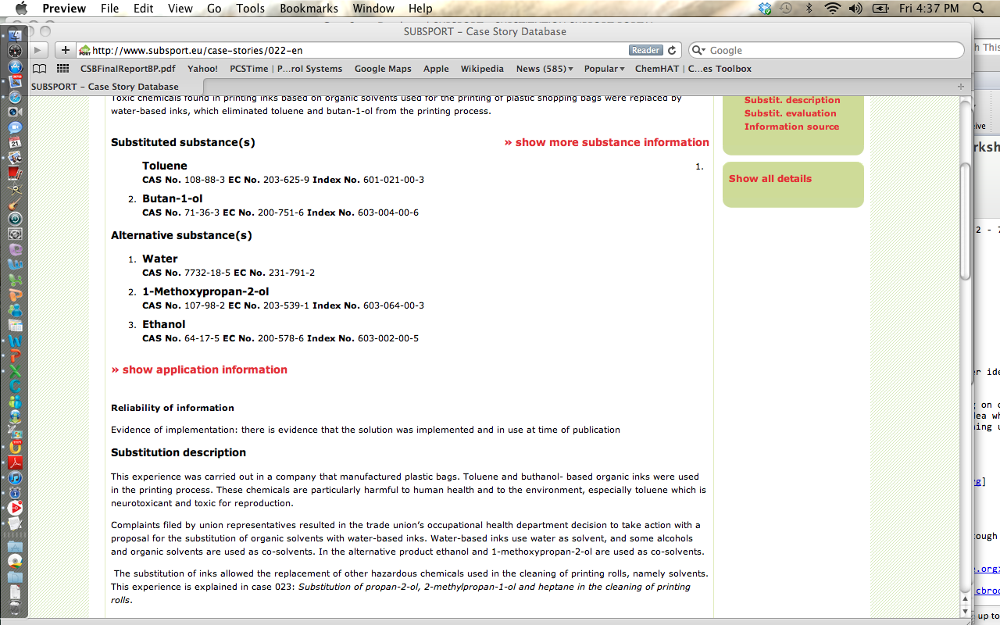 Preview File Edit View Go Tools Bookmarks Window Help Fri 4:37 PM
SUBSPORT – Case Story Database
http://www.subsport.eu/case-stories/022-en Reader Google
CSBFinalReportBP.pdf Yahoo! PCSTime | P...rol Systems Google Maps Apple Wikipedia News (585) Popular ChemHAT | C...es Toolbox
SUBSPORT – Case Story Database
Toxic chemicals found in printing inks based on organic solvents used for the printing of plastic shopping bags were replaced by
water-based inks, which eliminated toluene and butan-1-ol from the printing process.
Substit. description
Substit. evaluation
Information source
Show all details
Substituted substance(s) » show more substance information
Toluene 1.
CAS No. 108-88-3 EC No. 203-625-9 Index No. 601-021-00-3
2. Butan-1-ol
CAS No. 71-36-3 EC No. 200-751-6 Index No. 603-004-00-6
Alternative substance(s)
1. Water
CAS No. 7732-18-5 EC No. 231-791-2
2. 1-Methoxypropan-2-ol
CAS No. 107-98-2 EC No. 203-539-1 Index No. 603-064-00-3
3. Ethanol
CAS No. 64-17-5 EC No. 200-578-6 Index No. 603-002-00-5
» show application information
Reliability of information
Evidence of implementation: there is evidence that the solution was implemented and in use at time of publication
Substitution description
This experience was carried out in a company that manufactured plastic bags. Toluene and buthanol- based organic inks were used
in the printing process. These chemicals are particularly harmful to human health and to the environment, especially toluene which is
neurotoxicant and toxic for reproduction.
Complaints filed by union representatives resulted in the trade union's occupational health department decision to take action with a
proposal for the substitution of organic solvents with water-based inks. Water-based inks use water as solvent, and some alcohols
and organic solvents are used as co-solvents. In the alternative product ethanol and 1-methoxypropan-2-ol are used as co-solvents.
The substitution of inks allowed the replacement of other hazardous chemicals used in the cleaning of printing rolls, namely solvents.
This experience is explained in case 023: Substitution of propan-2-ol, 2-methylpropan-1-ol and heptane in the cleaning of printing
rolls.
h This
ive
rksh
2 - 7
er ide
g on
ea wh
ing u
rg]
ough
e.org
cbroo
up to